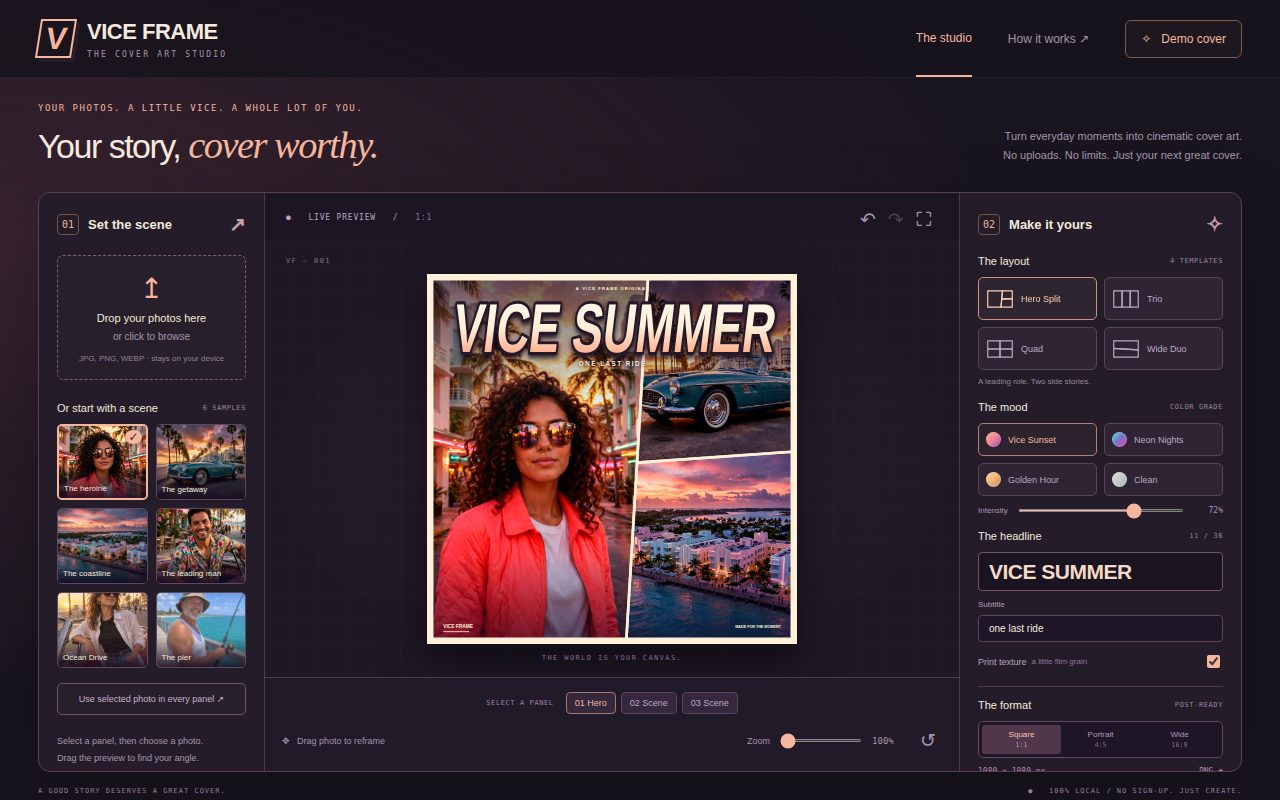 V
VICE FRAME
THE COVER ART STUDIO
The studio
How it works ↗
Demo cover
YOUR PHOTOS. A LITTLE VICE. A WHOLE LOT OF YOU.
Your story, cover worthy.
Turn everyday moments into cinematic cover art.
No uploads. No limits. Just your next great cover.
01 Set the scene ↗
Drop your photos here
or click to browse
JPG, PNG, WEBP · stays on your device
Or start with a scene
6 SAMPLES
The heroine
The getaway
The coastline
The leading man
Ocean Drive
The pier
Use selected photo in every panel ↗
Select a panel, then choose a photo.
Drag the preview to find your angle.
● LIVE PREVIEW / 1:1
VF — 001
A VICE FRAME ORIGINAL
VICE SUMMER
ONE LAST RIDE
VICE FRAME
MADE FOR THE MOMENT
THE WORLD IS YOUR CANVAS.
SELECT A PANEL
01 Hero
02 Scene
03 Scene
Drag photo to reframe
Zoom
100%
02 Make it yours
The layout
4 TEMPLATES
Hero Split
Trio
Quad
Wide Duo
A leading role. Two side stories.
The mood
COLOR GRADE
Vice Sunset
Neon Nights
Golden Hour
Clean
Intensity
72%
The headline
11 / 36
VICE SUMMER
Subtitle
one last ride
Print texture a little film grain
The format
POST-READY
Square
1:1
Portrait
4:5
Wide
16:9
1080 × 1080 px
PNG
A GOOD STORY DESERVES A GREAT COVER.
● 100% LOCAL / NO SIGN-UP. JUST CREATE.